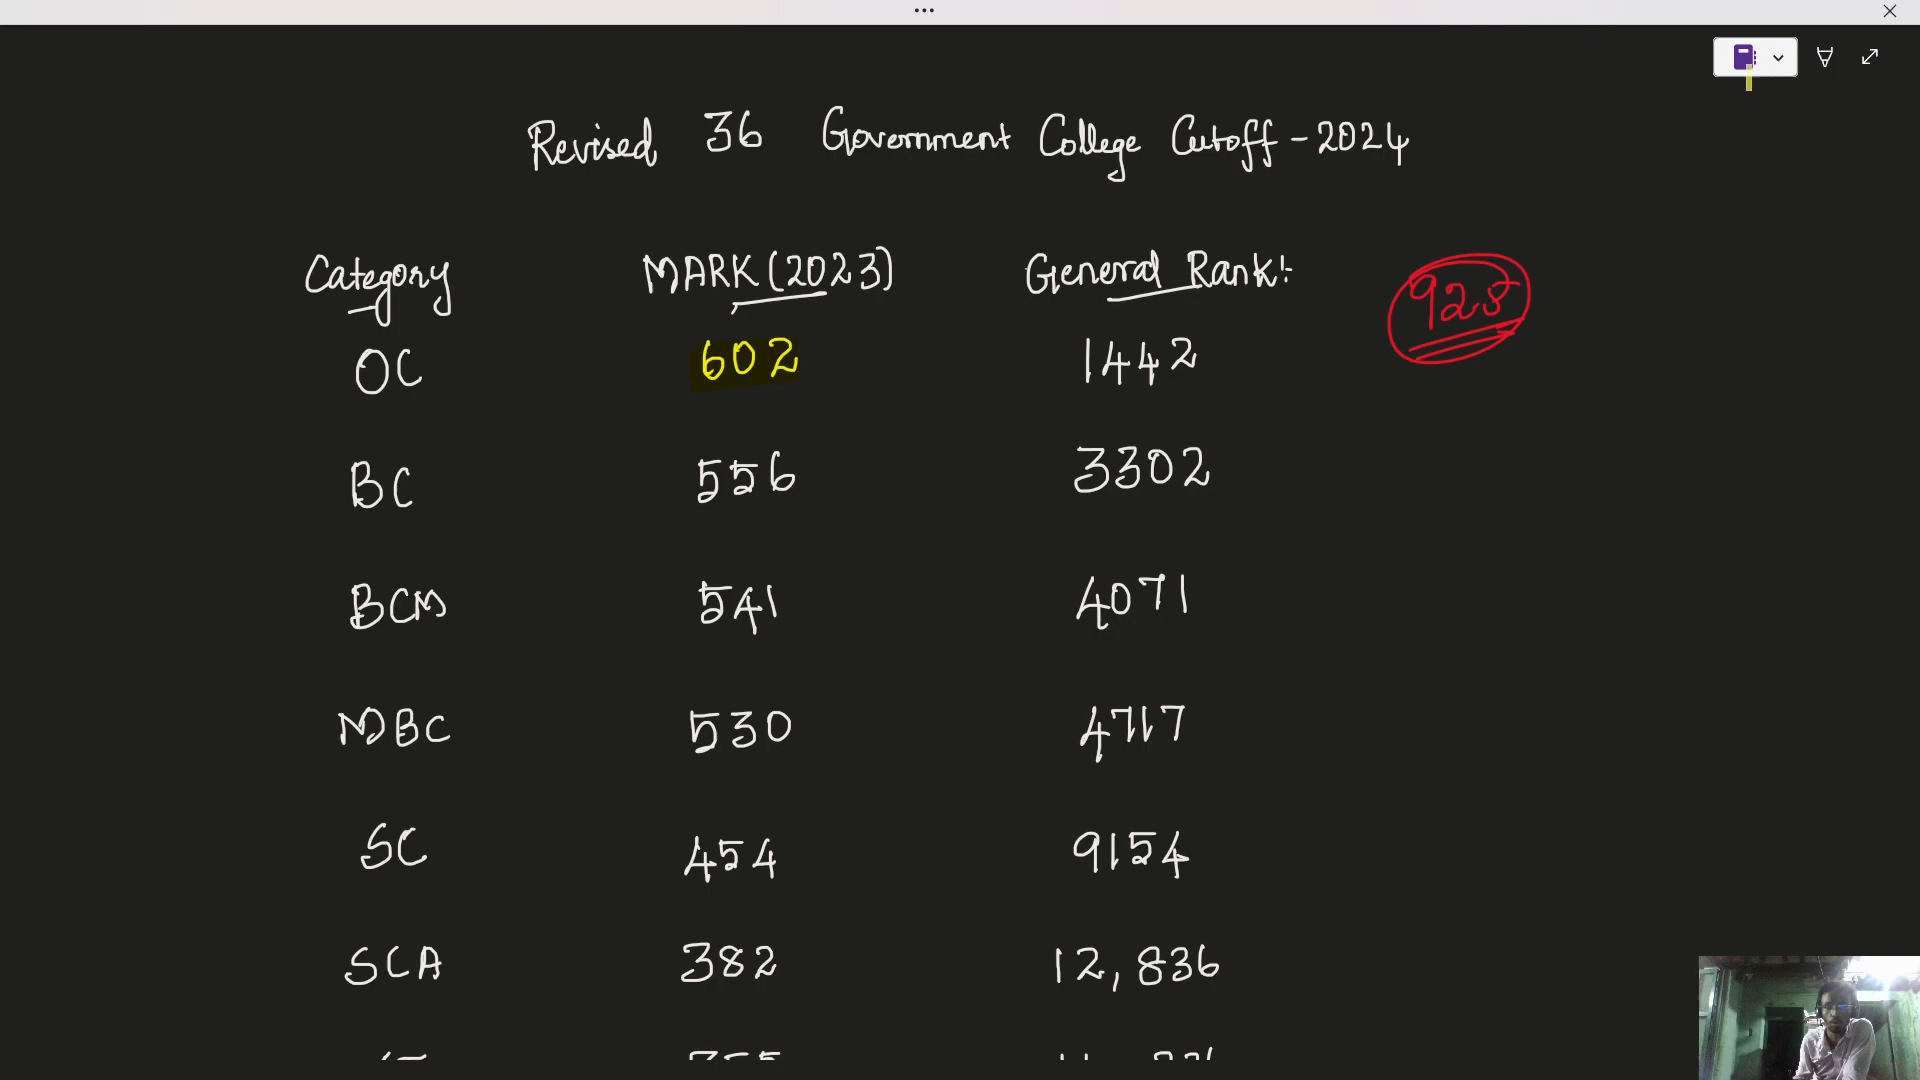 Revised 36 Government College Cutoff - 2024
Category MARK (2023) General Rank:-
928
OC 602 1442
BC 556 3302
BCM 541 4071
MBC 530 4717
SC 454 9154
SCA 382 12,836